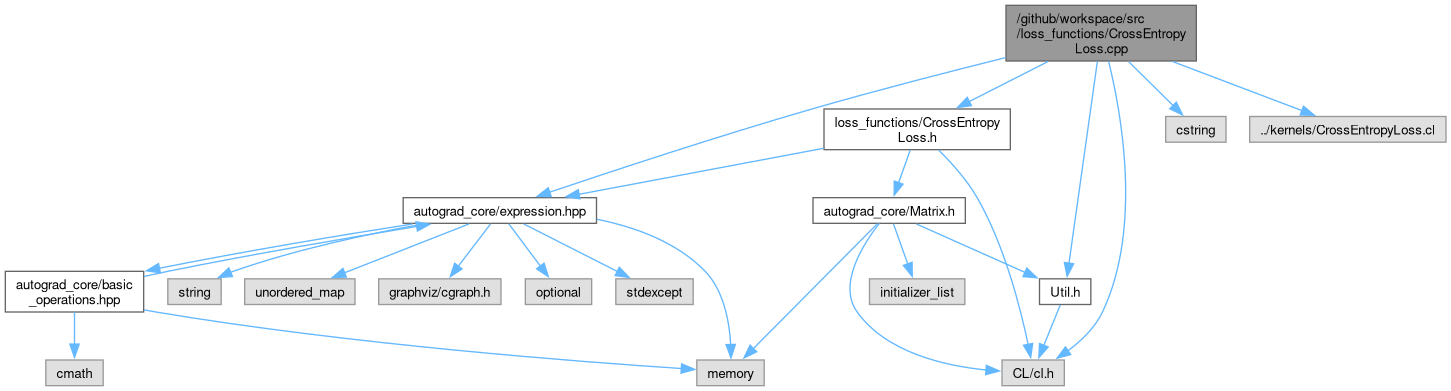 /github/workspace/src
/loss_functions/CrossEntropy
Loss.cpp
loss_functions/CrossEntropy
Loss.h
cstring
../kernels/CrossEntropyLoss.cl
autograd_core/expression.hpp
autograd_core/Matrix.h
autograd_core/basic
_operations.hpp
string
unordered_map
graphviz/cgraph.h
optional
stdexcept
initializer_list
Util.h
cmath
memory
CL/cl.h